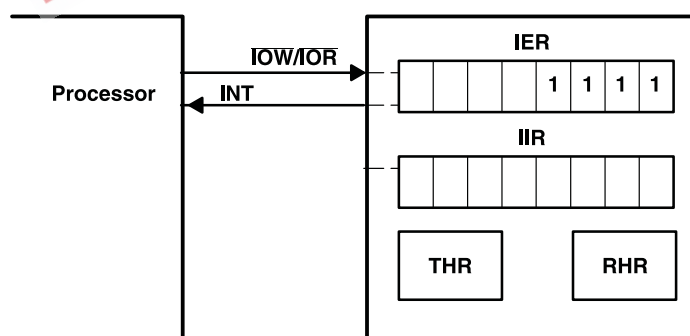 IER
IOW/IOR
1 1 1 1
Processor
INT
IIR
THR
RHR